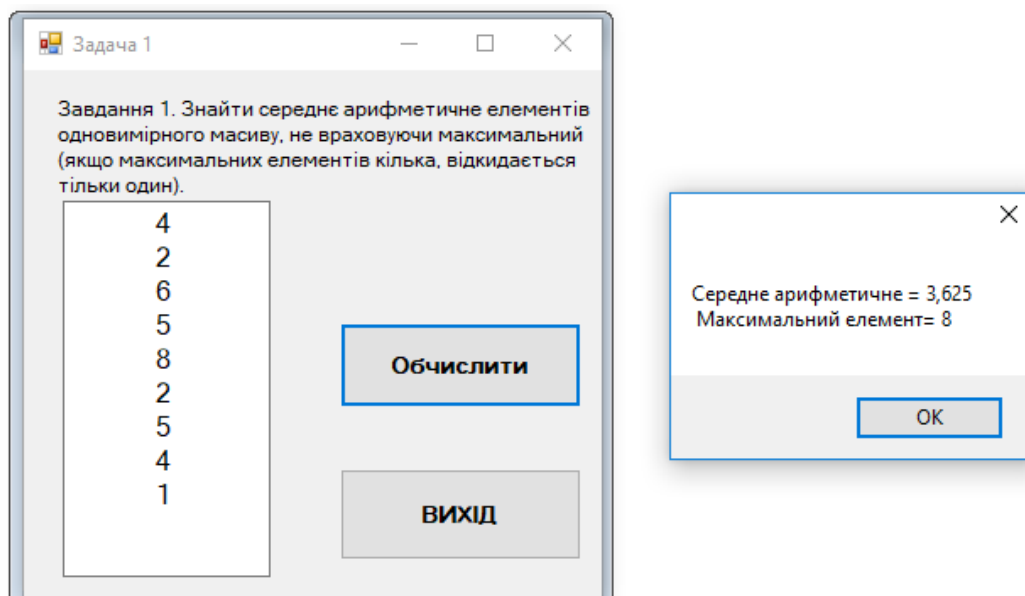 Задача 1
Завдання 1. Знайти середнє арифметичне елементів
одновимірного масиву, не враховуючи максимальний
(якщо максимальних елементів кілька, відкидається
тільки один).
4
2
6
5
8
2
5
4
1
Обчислити
ВИХІД
Середне арифметичне = 3,625
Максимальний елемент= 8
OK